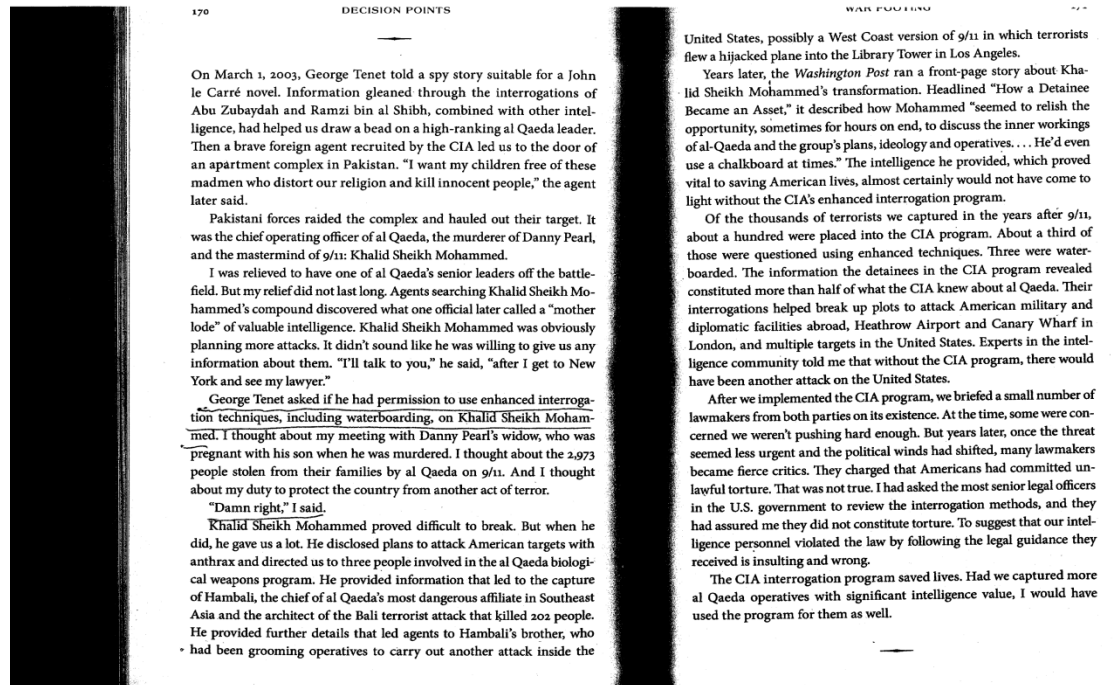 170
DECISION POINTS
On March 1, 2003, George Tenet told a spy story suitable for a John
le Carré novel. Information gleaned through the interrogations of
Abu Zubaydah and Ramzi bin al Shibh, combined with other intel-
ligence, had helped us draw a bead on a high-ranking al Qaeda leader.
Then a brave foreign agent recruited by the CIA led us to the door of
an apartment complex in Pakistan. “I want my children free of these
madmen who distort our religion and kill innocent people,” the agent
later said.
Pakistani forces raided the complex and hauled out their target. It
was the chief operating officer of al Qaeda, the murderer of Danny Pearl,
and the mastermind of 9/11: Khalid Sheikh Mohammed.
I was relieved to have one of al Qaeda’s senior leaders off the battle-
field. But my relief did not last long. Agents searching Khalid Sheikh Mo-
hammed’s compound discovered what one official later called a “mother
lode” of valuable intelligence. Khalid Sheikh Mohammed was obviously
planning more attacks. It didn’t sound like he was willing to give us any
information about them. “I’ll talk to you,” he said, “after I get to New
York and see my lawyer.”
George Tenet asked if he had permission to use enhanced interroga-
tion techniques, including waterboarding, on Khalid Sheikh Moham-
med. I thought about my meeting with Danny Pearl’s widow, who was
pregnant with his son when he was murdered. I thought about the 2,973
people stolen from their families by al Qaeda on 9/11. And I thought
about my duty to protect the country from another act of terror.
“Damn right,” I said.
Khalid Sheikh Mohammed proved difficult to break. But when he
did, he gave us a lot. He disclosed plans to attack American targets with
anthrax and directed us to three people involved in the al Qaeda biologi-
cal weapons program. He provided information that led to the capture
of Hambali, the chief of al Qaeda’s most dangerous affiliate in Southeast
Asia and the architect of the Bali terrorist attack that killed 202 people.
He provided further details that led agents to Hambali’s brother, who
had been grooming operatives to carry out another attack inside the
WAR FOOTING
United States, possibly a West Coast version of 9/11 in which terrorists
flew a hijacked plane into the Library Tower in Los Angeles.
Years later, the Washington Post ran a front-page story about Kha-
lid Sheikh Mohammed’s transformation. Headlined “How a Detainee
Became an Asset,” it described how Mohammed “seemed to relish the
opportunity, sometimes for hours on end, to discuss the inner workings
of al-Qaeda and the group’s plans, ideology and operatives. . . . He’d even
use a chalkboard at times.” The intelligence he provided, which proved
vital to saving American lives, almost certainly would not have come to
light without the CIA’s enhanced interrogation program.
Of the thousands of terrorists we captured in the years after 9/11,
about a hundred were placed into the CIA program. About a third of
those were questioned using enhanced techniques. Three were water-
boarded. The information the detainees in the CIA program revealed
constituted more than half of what the CIA knew about al Qaeda. Their
interrogations helped break up plots to attack American military and
diplomatic facilities abroad, Heathrow Airport and Canary Wharf in
London, and multiple targets in the United States. Experts in the intel-
ligence community told me that without the CIA program, there would
have been another attack on the United States.
After we implemented the CIA program, we briefed a small number of
lawmakers from both parties on its existence. At the time, some were con-
cerned we weren’t pushing hard enough. But years later, once the threat
seemed less urgent and the political winds had shifted, many lawmakers
became fierce critics. They charged that Americans had committed un-
lawful torture. That was not true. I had asked the most senior legal officers
in the U.S. government to review the interrogation methods, and they
had assured me they did not constitute torture. To suggest that our intel-
ligence personnel violated the law by following the legal guidance they
received is insulting and wrong.
The CIA interrogation program saved lives. Had we captured more
al Qaeda operatives with significant intelligence value, I would have
used the program for them as well.